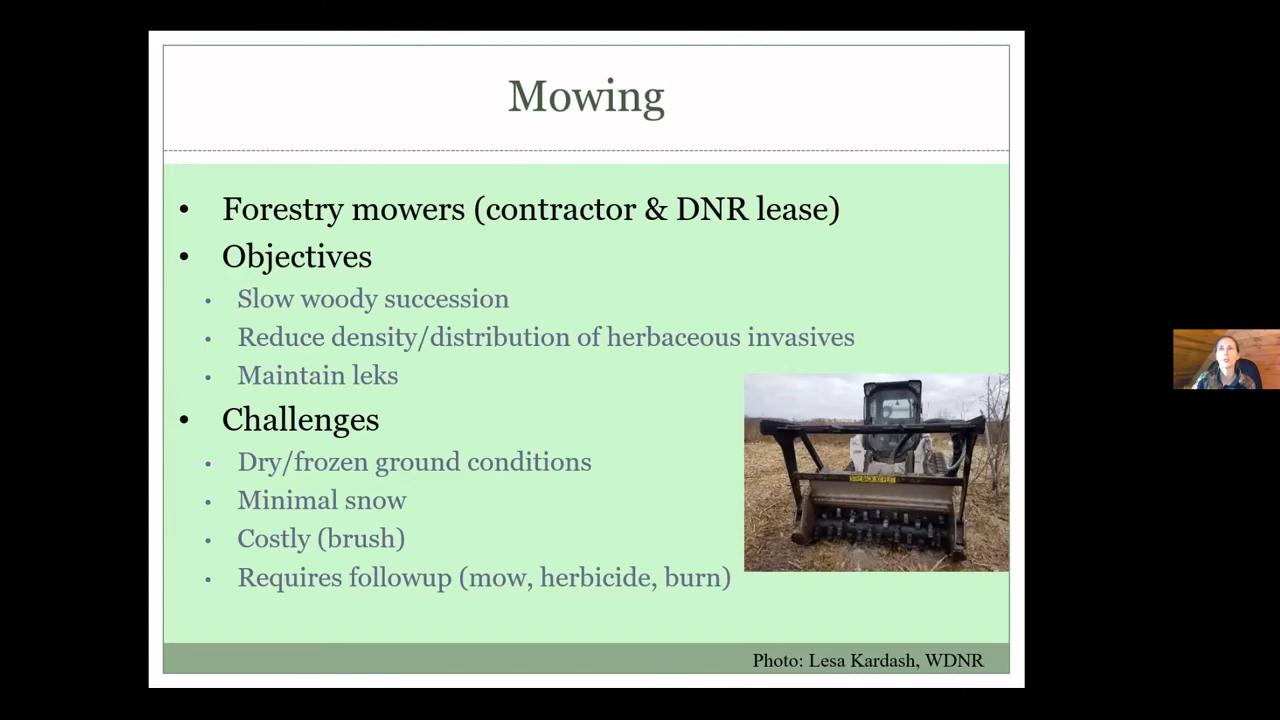 Mowing
• Forestry mowers (contractor & DNR lease)
• Objectives
• Slow woody succession
• Reduce density/distribution of herbaceous invasives
• Maintain leks
• Challenges
• Dry/frozen ground conditions
• Minimal snow
• Costly (brush)
• Requires followup (mow, herbicide, burn)
Photo: Lesa Kardash, WDNR